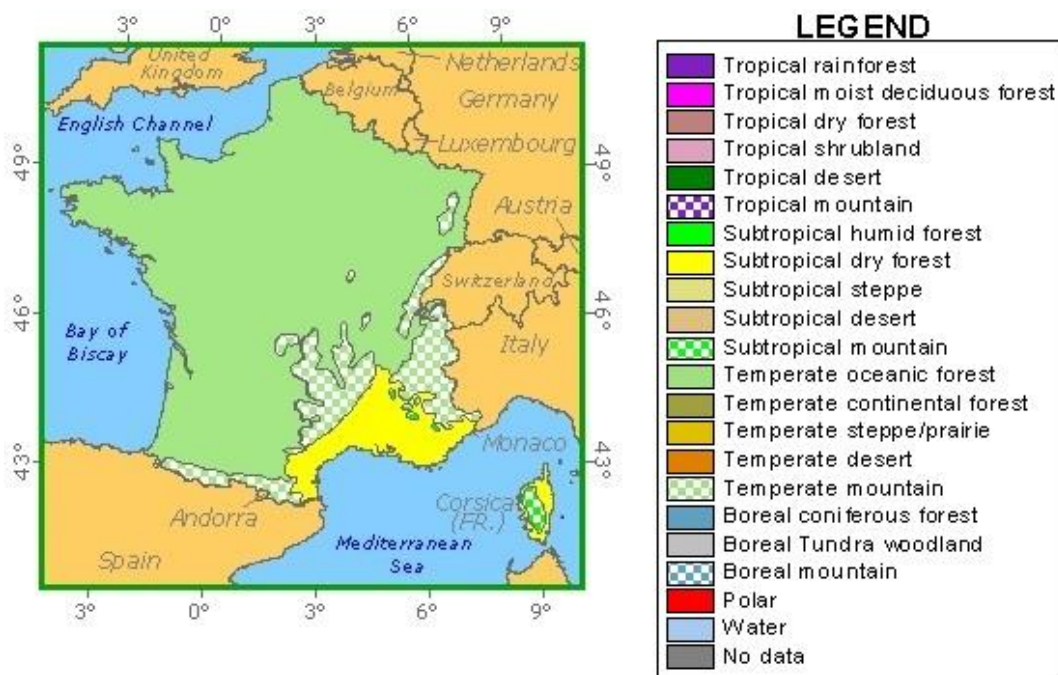 3° 0° 3° 6° 9°
United
Kingdom
Netherlands
Belgium
Germany
English Channel
Luxembourg
49° 49°
Austria
Switzerland
46° 46°
Bay of
Biscay
Italy
Monaco
43° 43°
Corsica
(FR.)
Andorra
Mediterranean
Sea
Spain
3° 0° 3° 6° 9°
LEGEND
Tropical rainforest
Tropical moist deciduous forest
Tropical dry forest
Tropical shrubland
Tropical desert
Tropical mountain
Subtropical humid forest
Subtropical dry forest
Subtropical steppe
Subtropical desert
Subtropical mountain
Temperate oceanic forest
Temperate continental forest
Temperate steppe/prairie
Temperate desert
Temperate mountain
Boreal coniferous forest
Boreal Tundra woodland
Boreal mountain
Polar
Water
No data